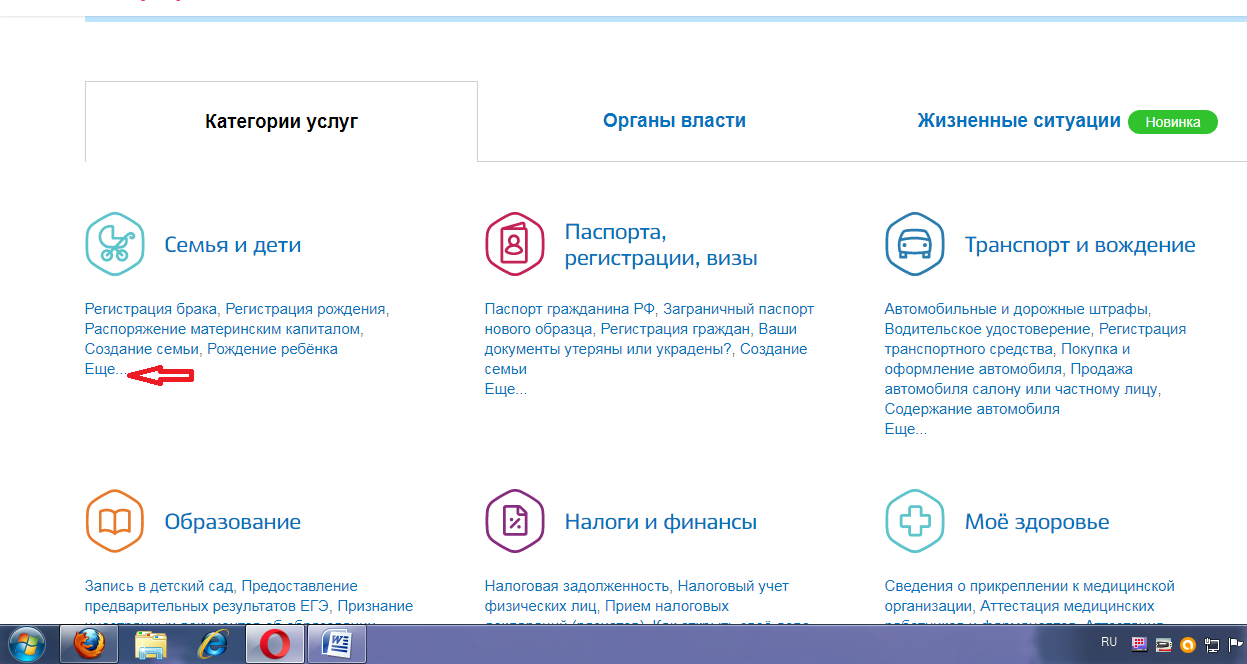 Категории услуг
Органы власти
Жизненные ситуации Новинка
Семья и дети
Регистрация брака, Регистрация рождения,
Распоряжение материнским капиталом,
Создание семьи, Рождение ребёнка
Еще...
Паспорта,
регистрации, визы
Паспорт гражданина РФ, Заграничный паспорт
нового образца, Регистрация граждан, Ваши
документы утеряны или украдены?, Создание
семьи
Еще...
Транспорт и вождение
Автомобильные и дорожные штрафы,
Водительское удостоверение, Регистрация
транспортного средства, Покупка и
оформление автомобиля, Продажа
автомобиля салону или частному лицу,
Содержание автомобиля
Еще...
Образование
Запись в детский сад, Предоставление
предварительных результатов ЕГЭ, Признание
Налоги и финансы
Налоговая задолженность, Налоговый учет
физических лиц, Прием налоговых
Моё здоровье
Сведения о прикреплении к медицинской
организации, Аттестация медицинских
RU